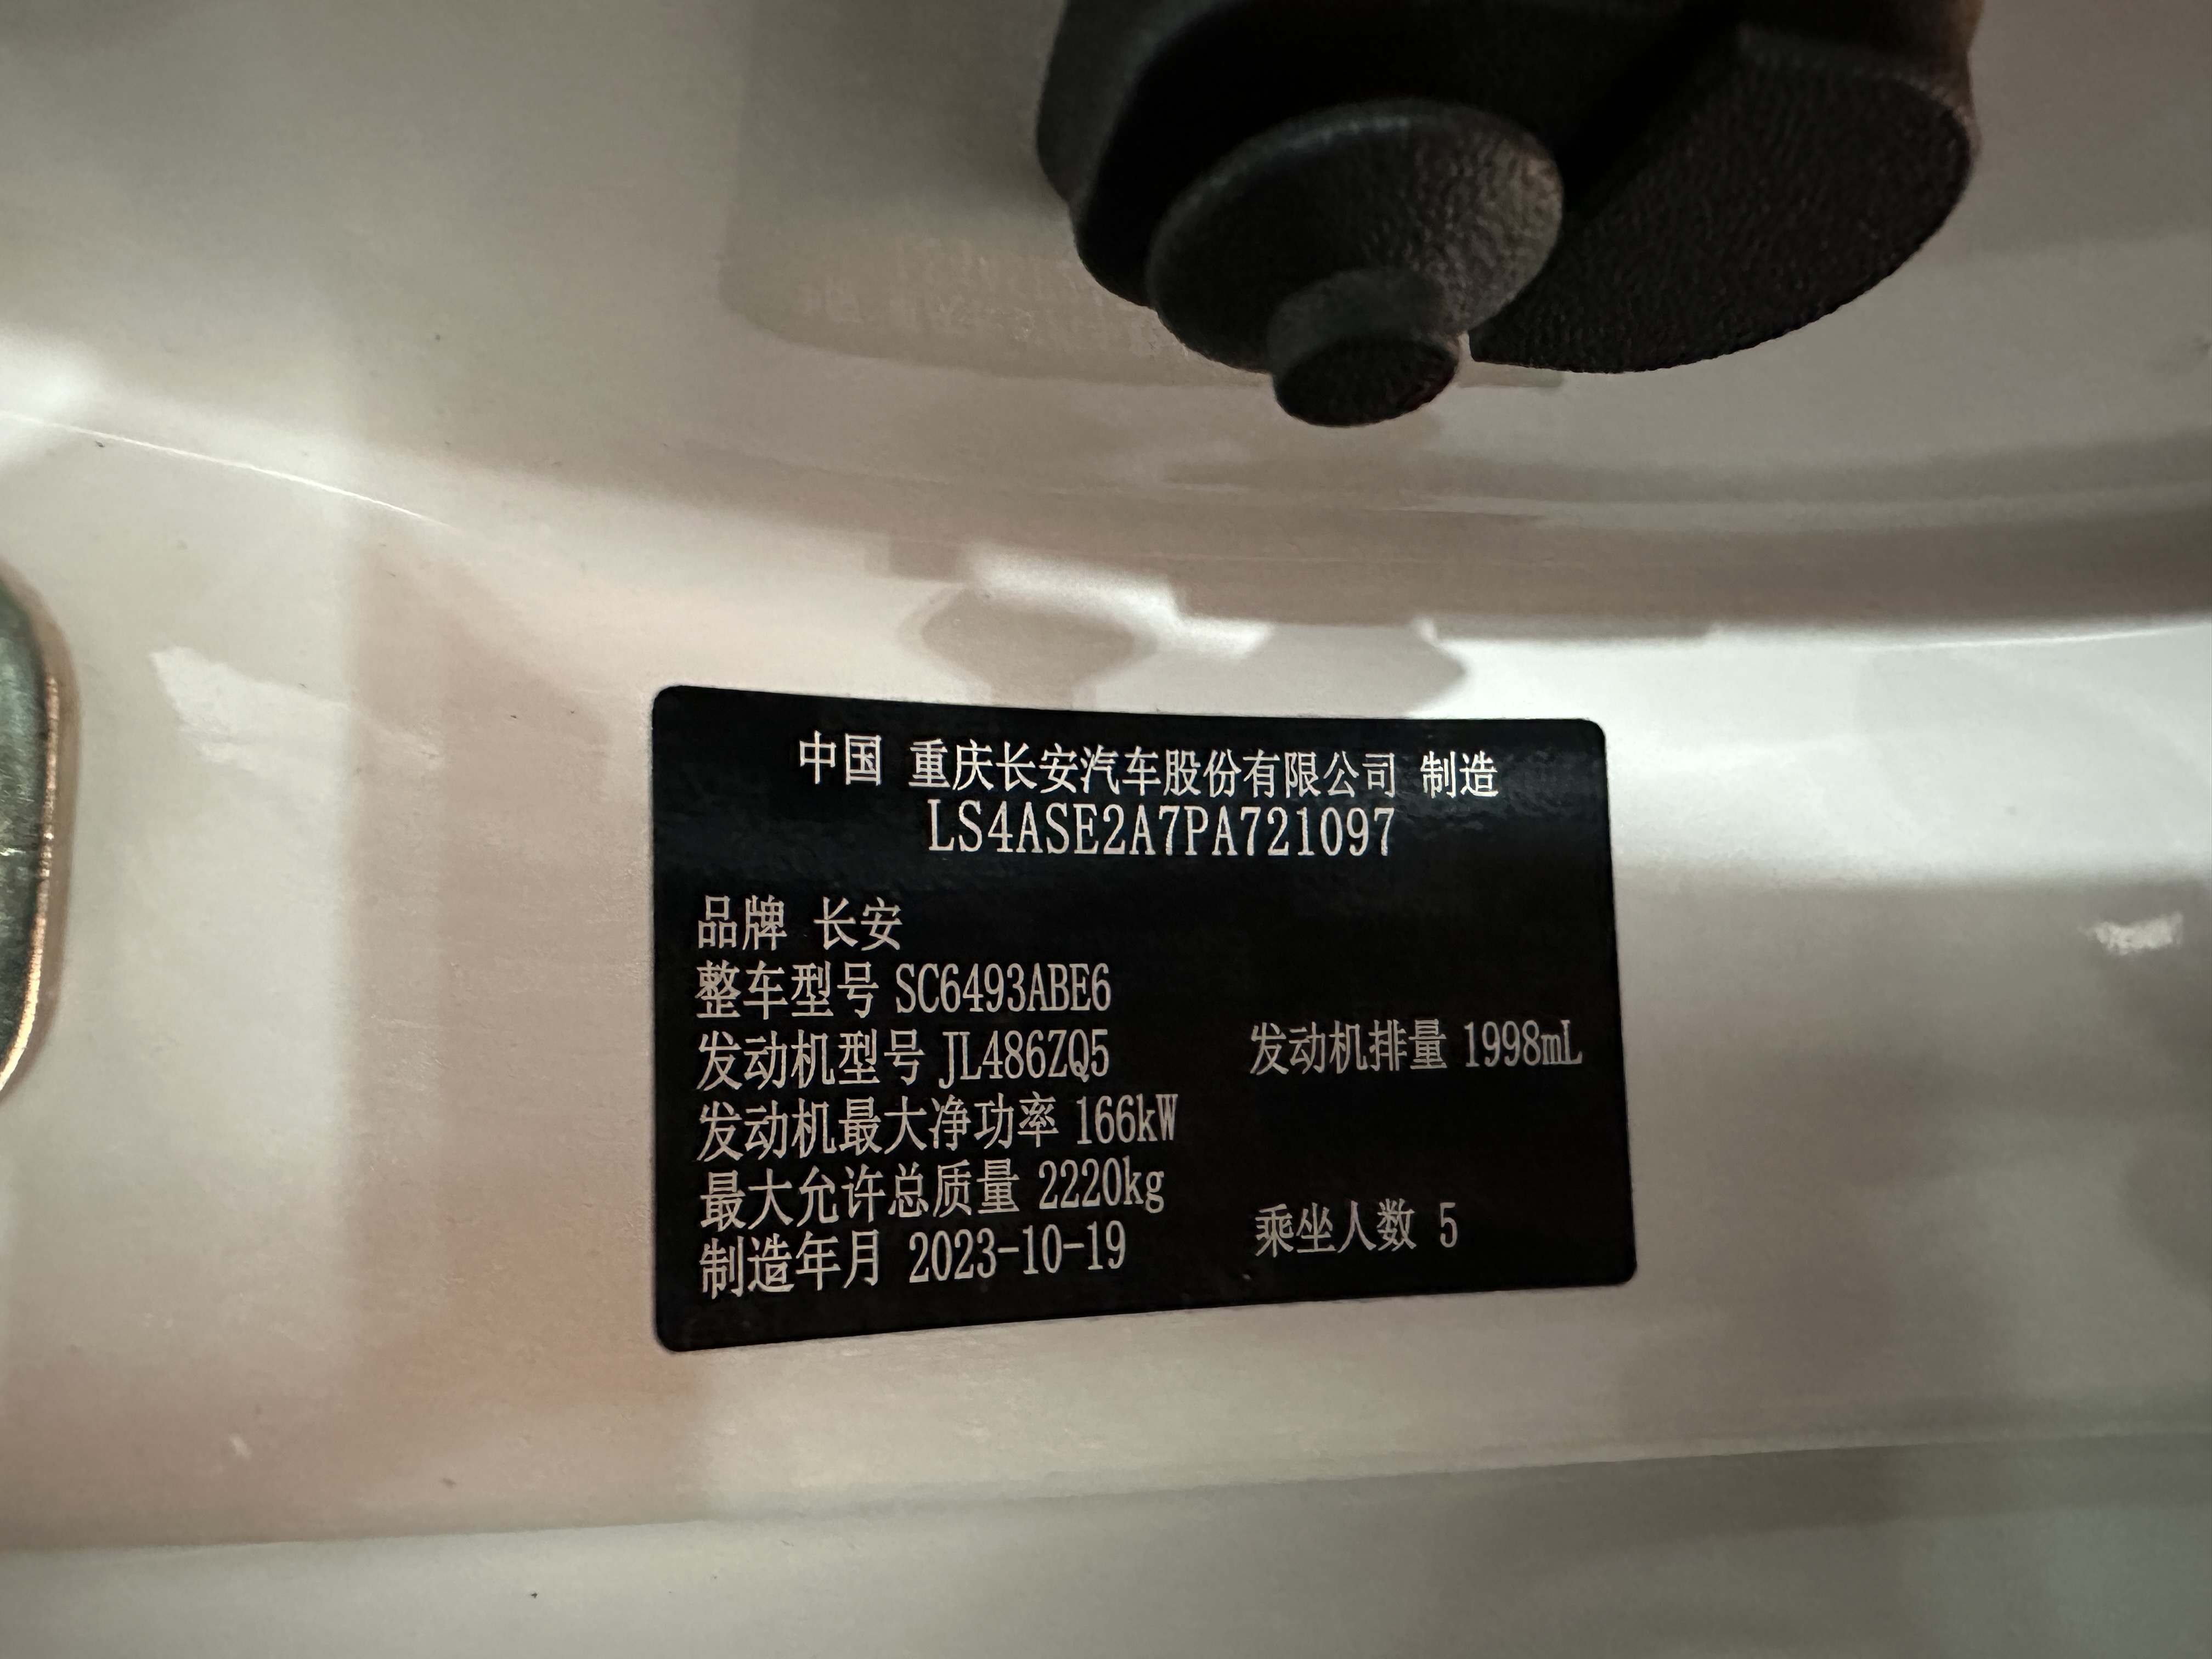 中国 重庆长安汽车股份有限公司 制造
LS4ASE2A7PA721097
品牌 长安
整车型号 SC6493ABE6
发动机型号 JL486ZQ5 发动机排量 1998mL
发动机最大净功率 166kW
最大允许总质量 2220kg
制造年月 2023-10-19 乘坐人数 5